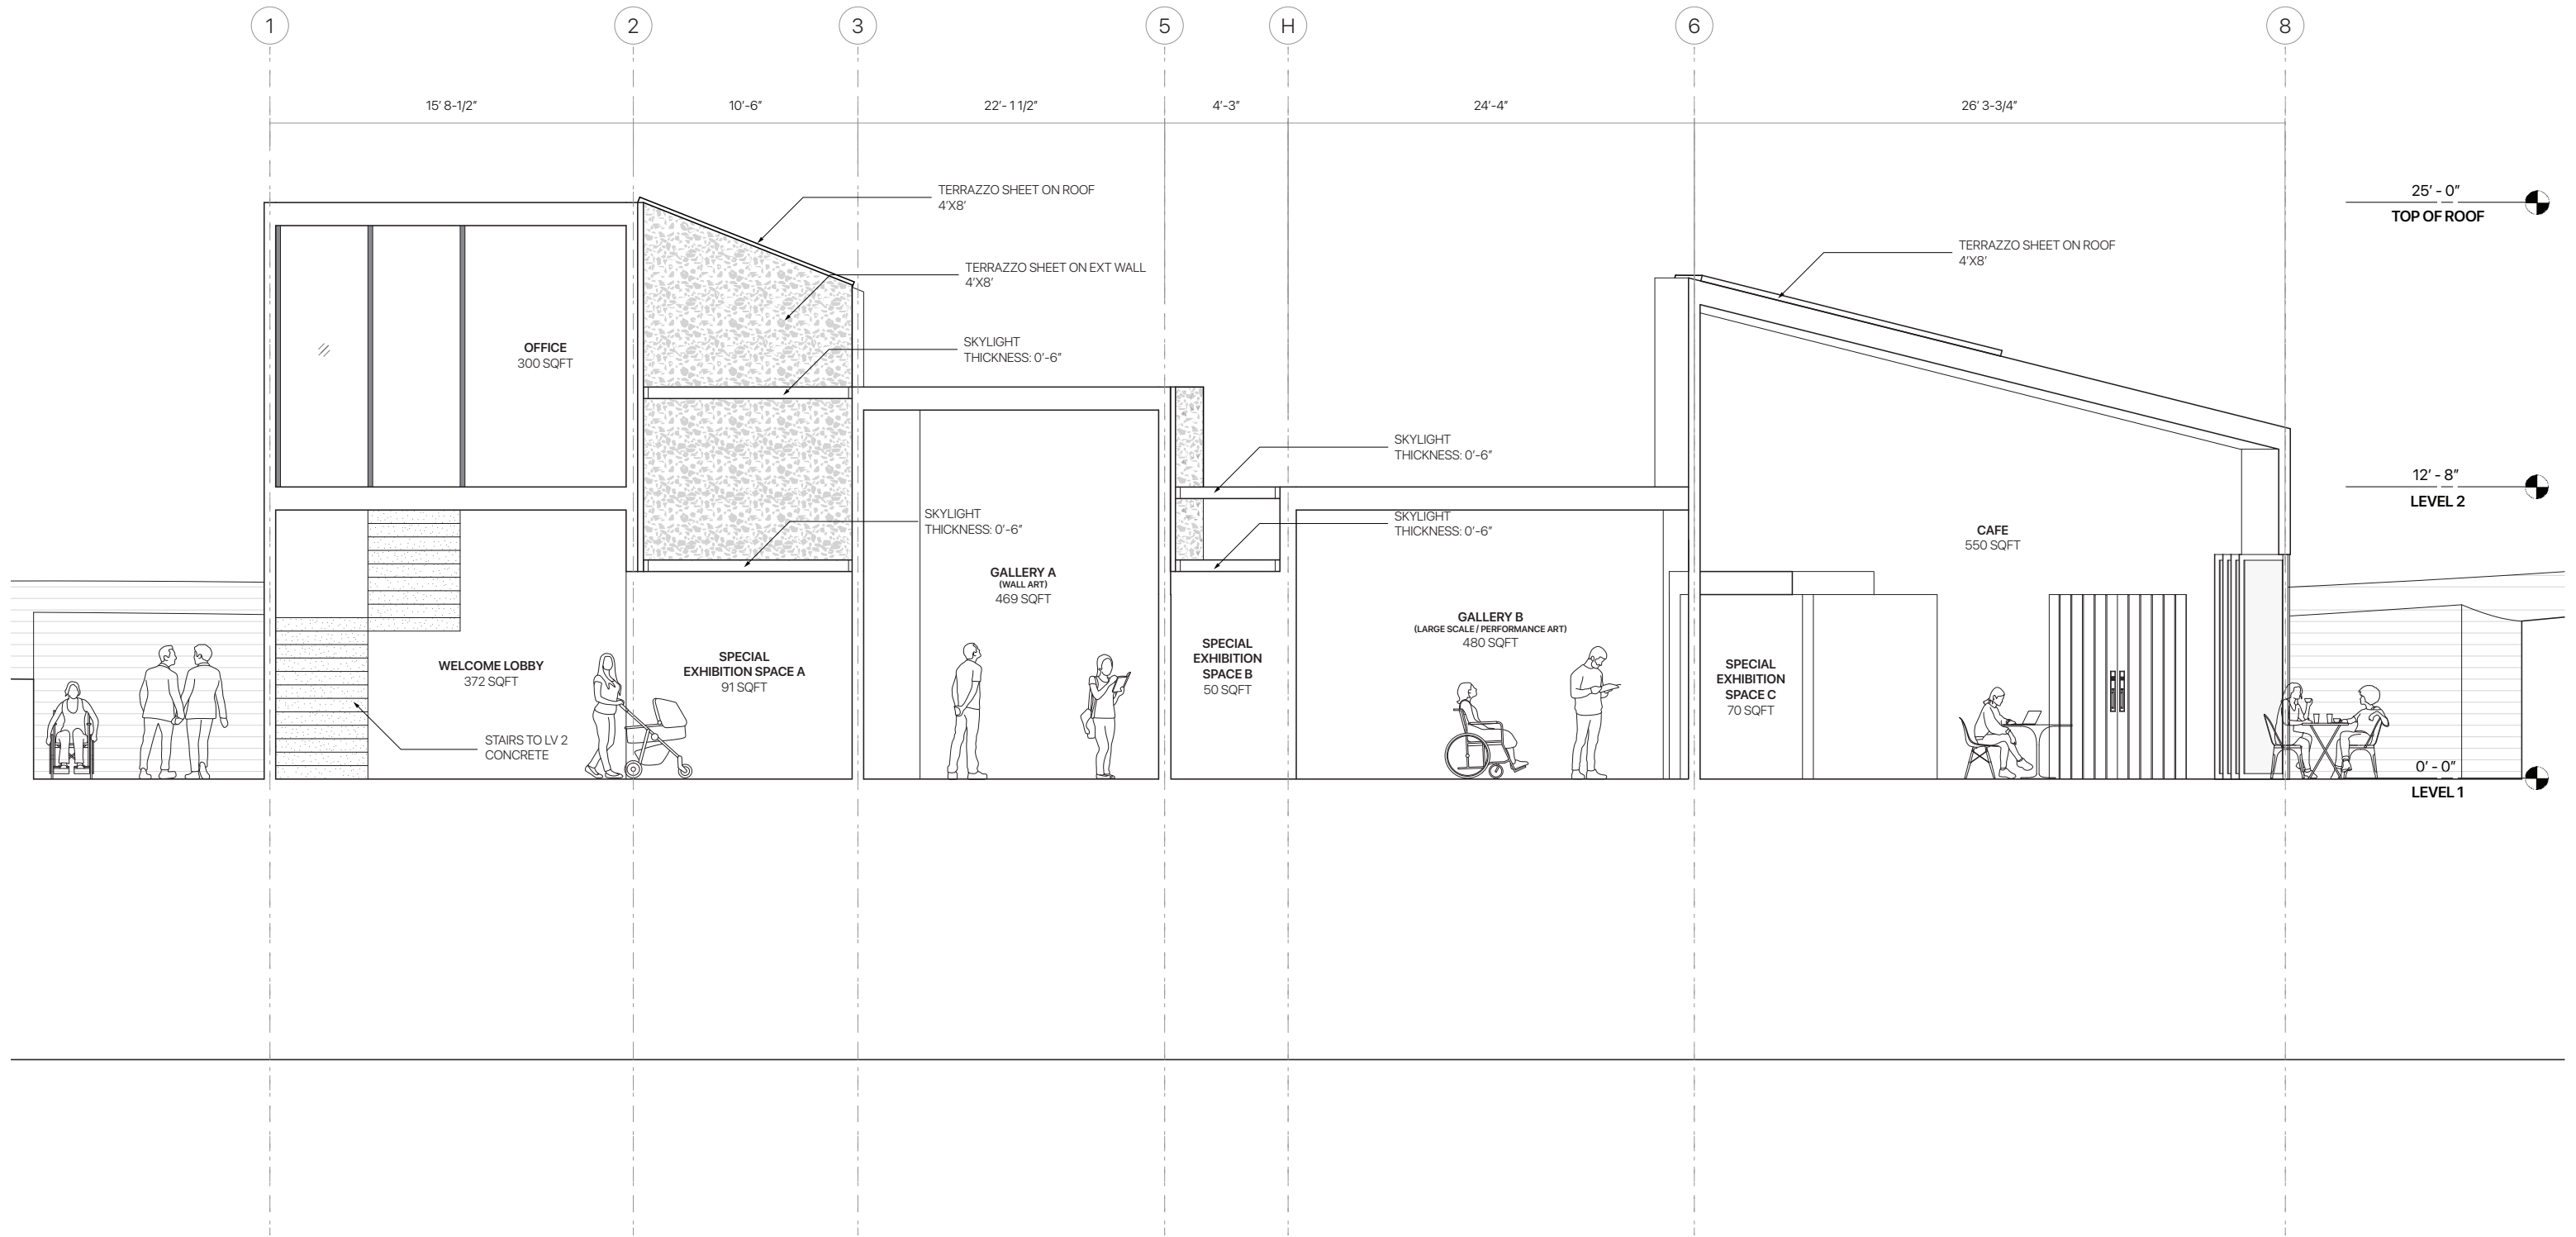 1 2 3 5 H 6 8
15’ 8-1/2” 10’-6” 22’- 1 1/2” 4’-3” 24’-4” 26’ 3-3/4”
TERRAZZO SHEET ON ROOF
4’X8’
TERRAZZO SHEET ON EXT WALL
4’X8’
SKYLIGHT
THICKNESS: 0’-6”
SKYLIGHT
THICKNESS: 0’-6”
SKYLIGHT
THICKNESS: 0’-6”
SKYLIGHT
THICKNESS: 0’-6”
TERRAZZO SHEET ON ROOF
4’X8’
25’ - 0”
TOP OF ROOF
12’ - 8”
LEVEL 2
0’ - 0”
LEVEL 1
OFFICE
300 SQFT
WELCOME LOBBY
372 SQFT
STAIRS TO LV 2
CONCRETE
SPECIAL
EXHIBITION SPACE A
91 SQFT
GALLERY A
(WALL ART)
469 SQFT
SPECIAL
EXHIBITION
SPACE B
50 SQFT
GALLERY B
(LARGE SCALE / PERFORMANCE ART)
480 SQFT
SPECIAL
EXHIBITION
SPACE C
70 SQFT
CAFE
550 SQFT